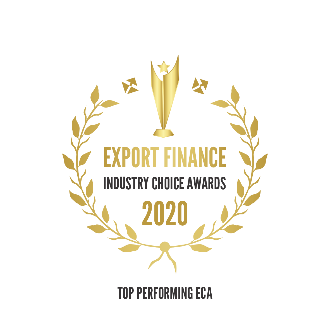 EXPORT FINANCE
INDUSTRY CHOICE AWARDS
2020
TOP PERFORMING ECA